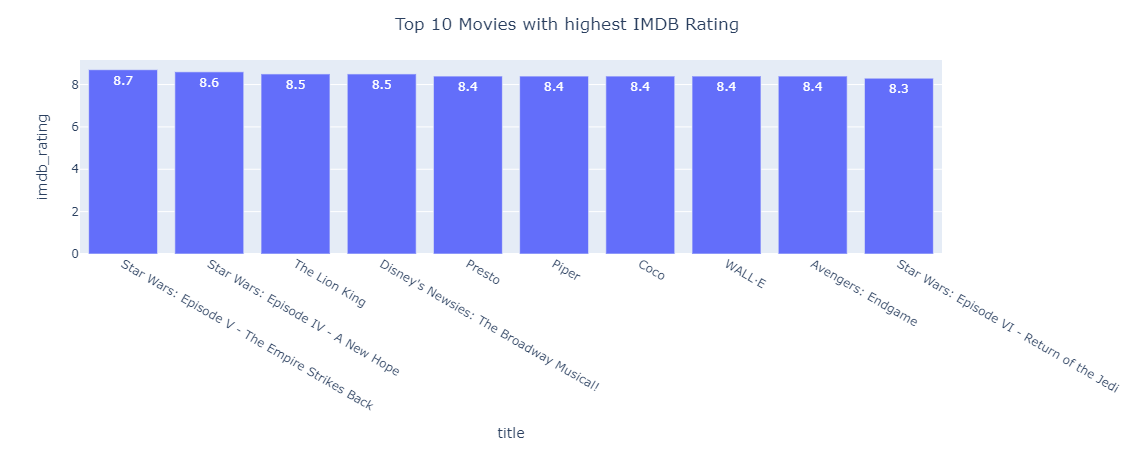 Top 10 Movies with highest IMDB Rating
imdb_rating
8
6
4
2
0
8.7
8.6
8.5
8.5
8.4
8.4
8.4
8.4
8.4
8.3
Star Wars: Episode V - The Empire Strikes Back
Star Wars: Episode IV - A New Hope
The Lion King
Disney's Newsies: The Broadway Musical!
Presto
Piper
Coco
WALL·E
Avengers: Endgame
Star Wars: Episode VI - Return of the Jedi
title